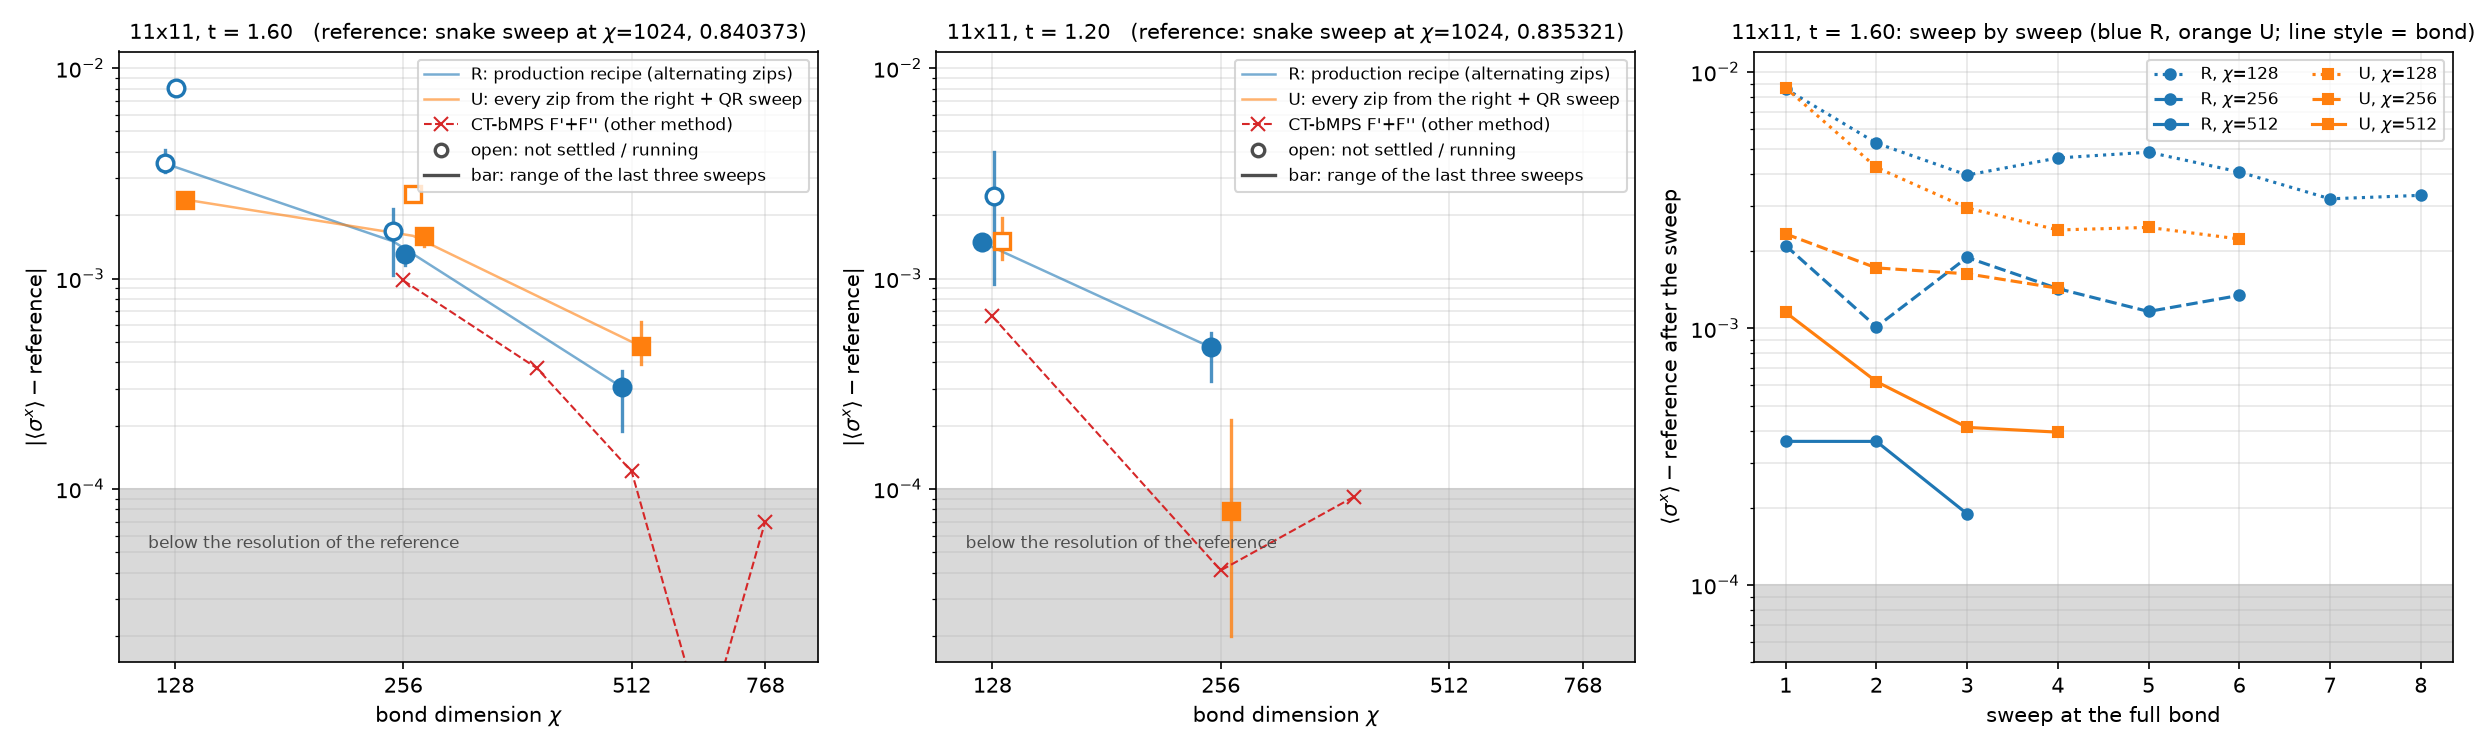 11x11, t = 1.60 (reference: snake sweep at χ=1024, 0.840373)
R: production recipe (alternating zips)
U: every zip from the right + QR sweep
CT-bMPS F'+F'' (other method)
open: not settled / running
bar: range of the last three sweeps
10⁻²
10⁻³
10⁻⁴
|⟨σˣ⟩ − reference|
below the resolution of the reference
128 256 512 768
bond dimension χ
11x11, t = 1.20 (reference: snake sweep at χ=1024, 0.835321)
R: production recipe (alternating zips)
U: every zip from the right + QR sweep
CT-bMPS F'+F'' (other method)
open: not settled / running
bar: range of the last three sweeps
10⁻²
10⁻³
10⁻⁴
|⟨σˣ⟩ − reference|
below the resolution of the reference
128 256 512 768
bond dimension χ
11x11, t = 1.60: sweep by sweep (blue R, orange U; line style = bond)
R, χ=128 U, χ=128
R, χ=256 U, χ=256
R, χ=512 U, χ=512
10⁻²
10⁻³
10⁻⁴
⟨σˣ⟩ − reference after the sweep
1 2 3 4 5 6 7 8
sweep at the full bond